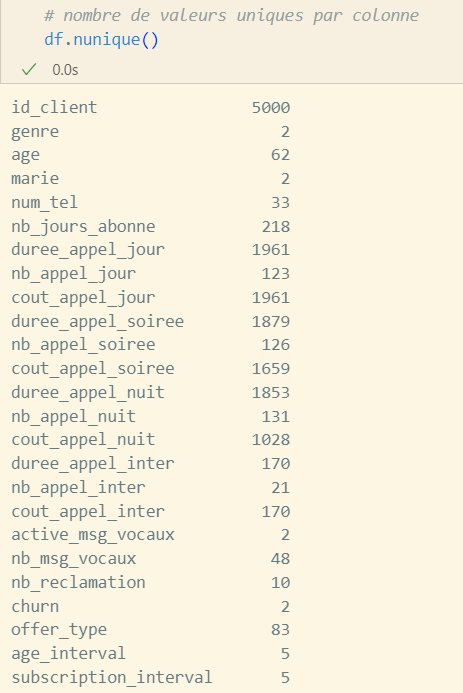 # nombre de valeurs uniques par colonne
df.nunique()
0.0s
id_client 5000
genre 2
age 62
marie 2
num_tel 33
nb_jours_abonne 218
duree_appel_jour 1961
nb_appel_jour 123
cout_appel_jour 1961
duree_appel_soiree 1879
nb_appel_soiree 126
cout_appel_soiree 1659
duree_appel_nuit 1853
nb_appel_nuit 131
cout_appel_nuit 1028
duree_appel_inter 170
nb_appel_inter 21
cout_appel_inter 170
active_msg_vocaux 2
nb_msg_vocaux 48
nb_reclamation 10
churn 2
offer_type 83
age_interval 5
subscription_interval 5